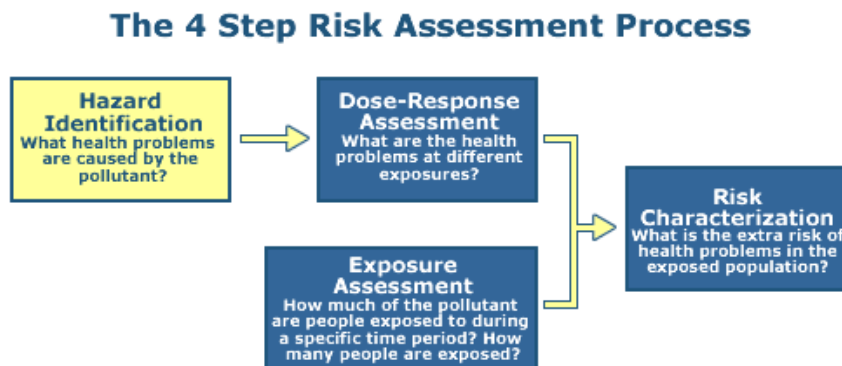 The 4 Step Risk Assessment Process
Hazard
Identification
What health problems
are caused by the
pollutant?
Dose-Response
Assessment
What are the health
problems at different
exposures?
Exposure
Assessment
How much of the pollutant
are people exposed to during
a specific time period? How
many people are exposed?
Risk
Characterization
What is the extra risk of
health problems in the
exposed population?